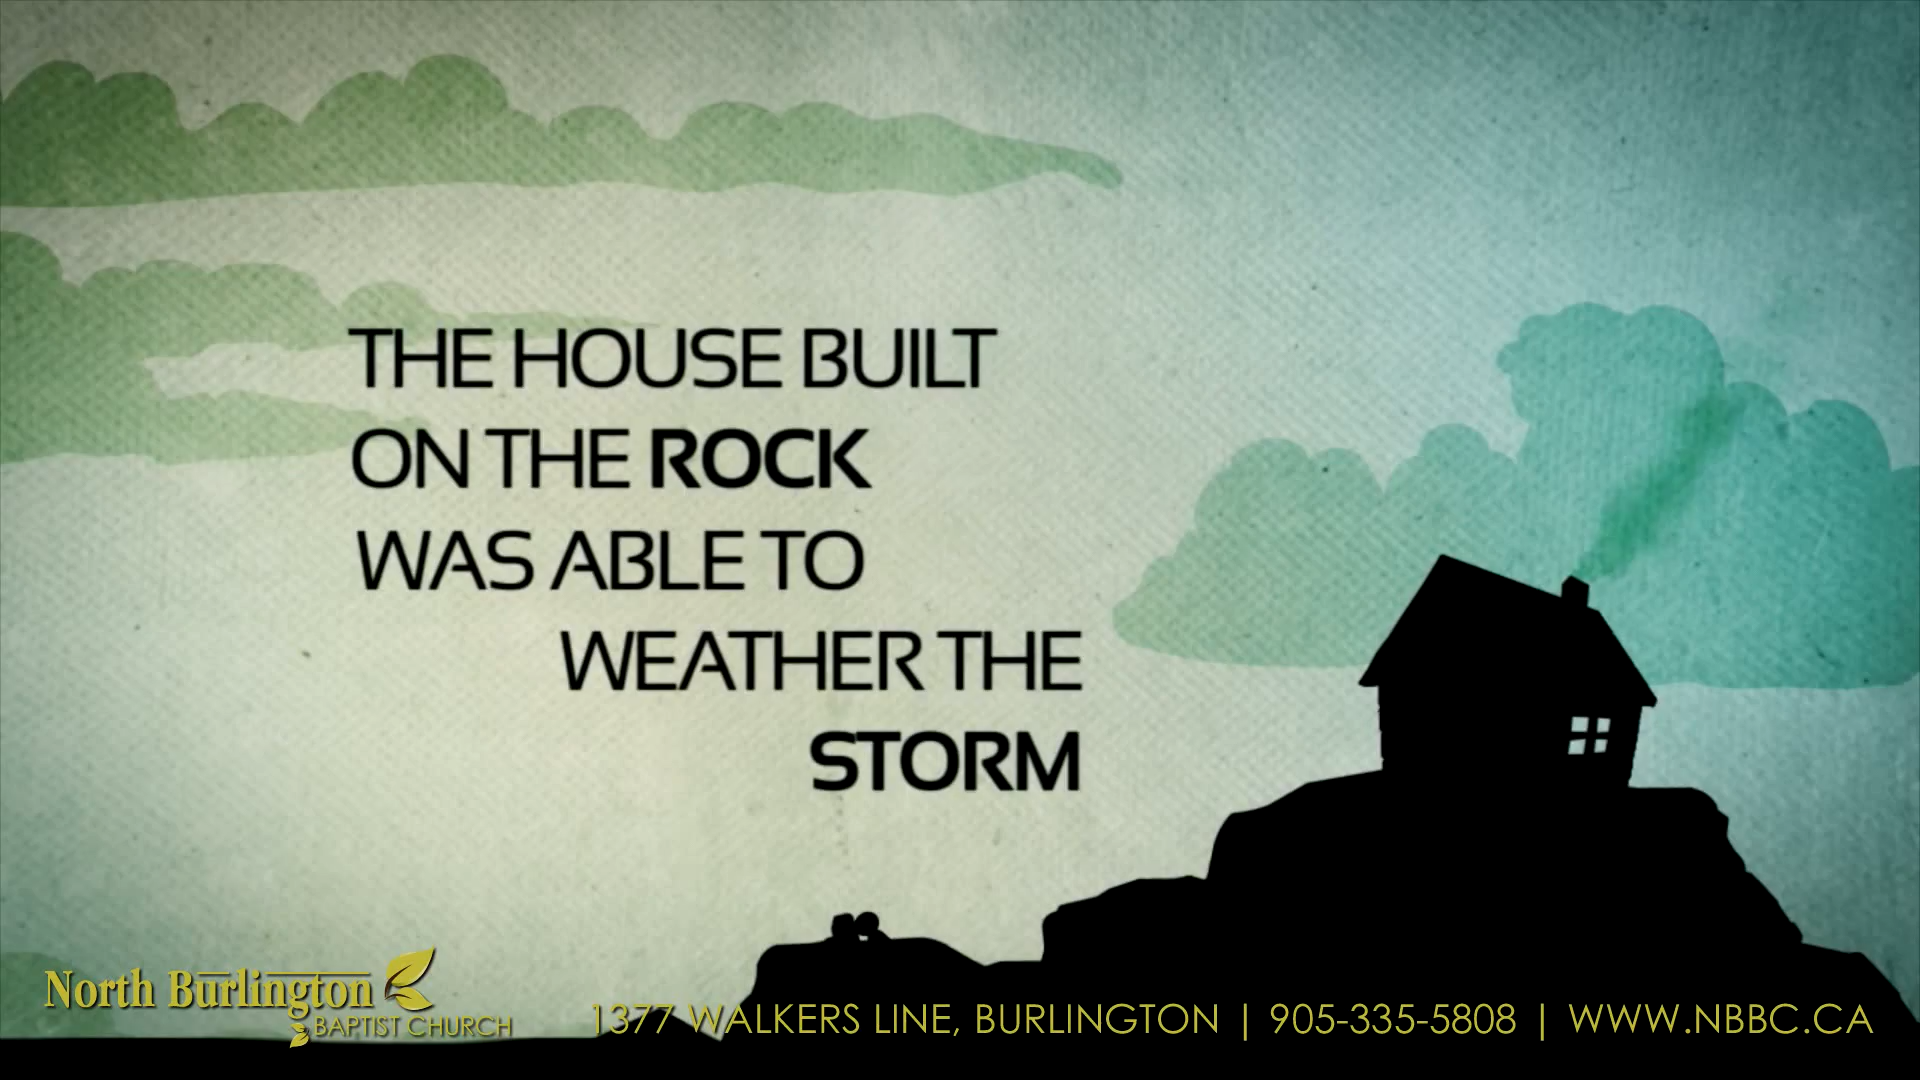 THE HOUSE BUILT
ON THE ROCK
WAS ABLE TO
WEATHER THE
STORM
North Burlington
BAPTIST CHURCH
1377 WALKERS LINE, BURLINGTON | 905-335-5808 | WWW.NBBC.CA